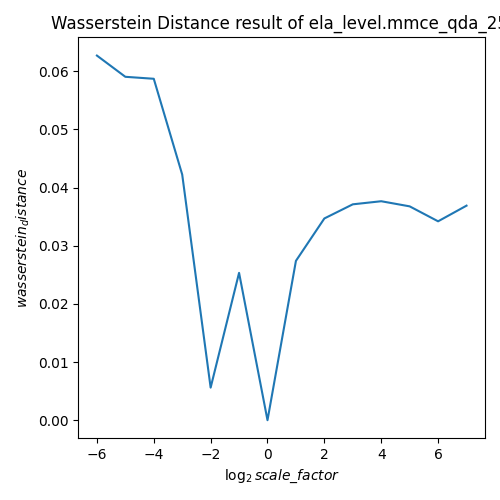 Wasserstein Distance result of ela_level.mmce_qda_25
0.06
0.05
0.04
0.03
0.02
0.01
0.00
wasserstein_distance
−6 −4 −2 0 2 4 6
log₂ scale_factor